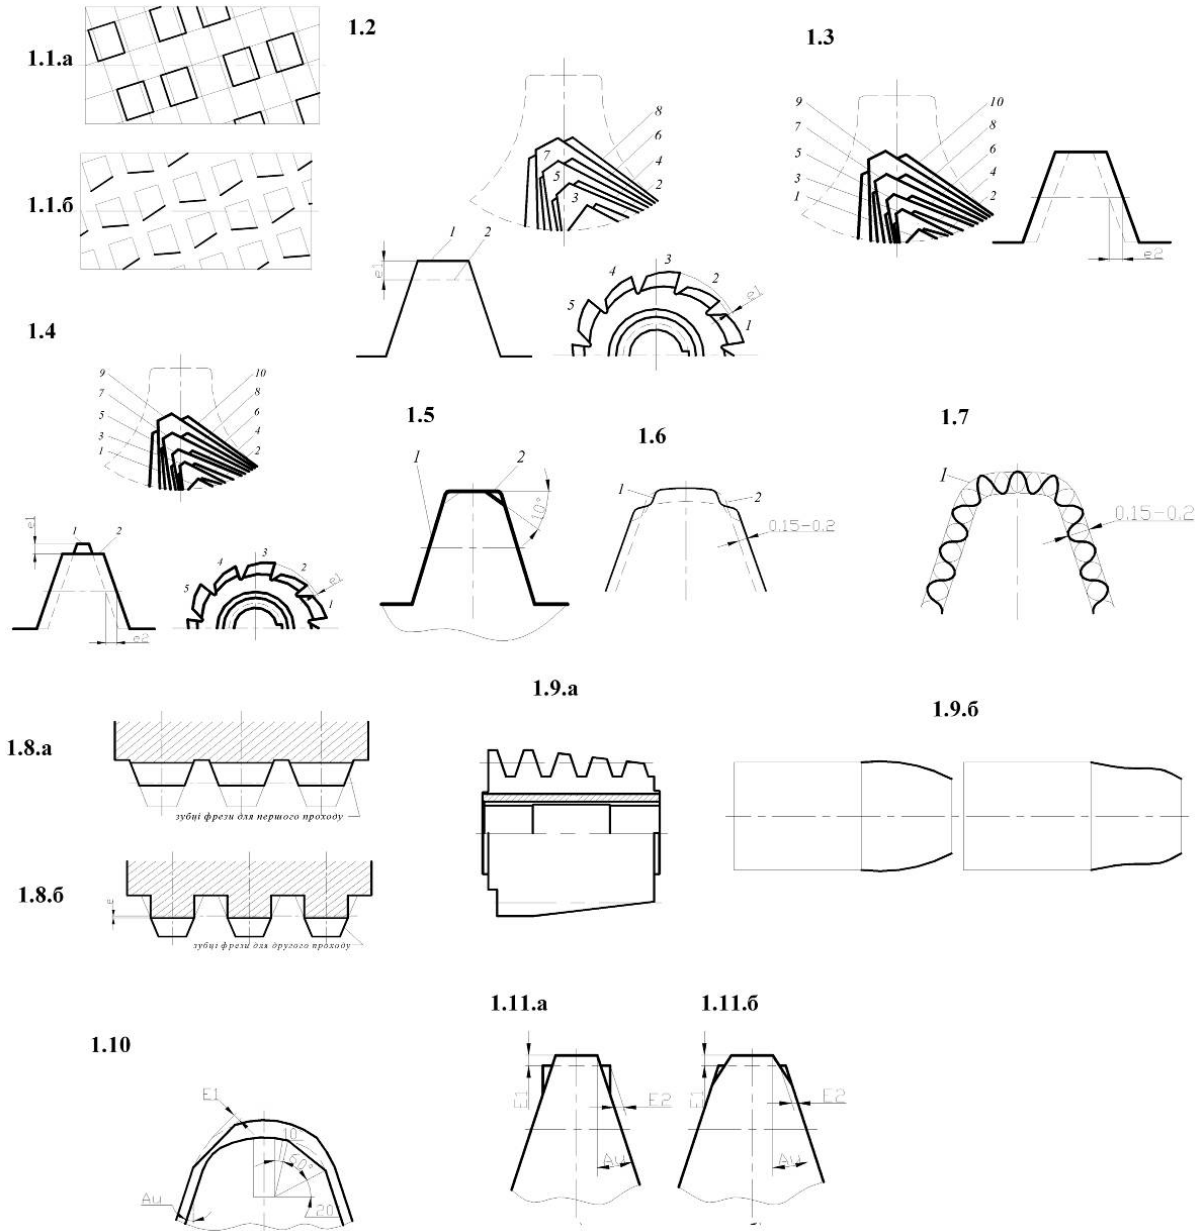 1.1.а
1.1.б
1.2
8
6
4
2
7
5
3
1
2
e1
4
3
2
5
1
e1
1.3
9
7
5
3
1
10
8
6
4
2
e2
1.4
9
7
5
3
1
10
8
6
4
2
e1
1
2
e2
5
4
3
2
1
e1
1.5
1
2
10°
1.6
1
2
0.15-0.2
1.7
1
0.15-0.2
1.8.а
зубці фрези для першого проходу
1.8.б
e
зубці фрези для другого проходу
1.9.а
1.9.б
1.10
E1
Au
10
60°
20
1.11.а
E1
E2
Au
1.11.б
E1
E2
Au